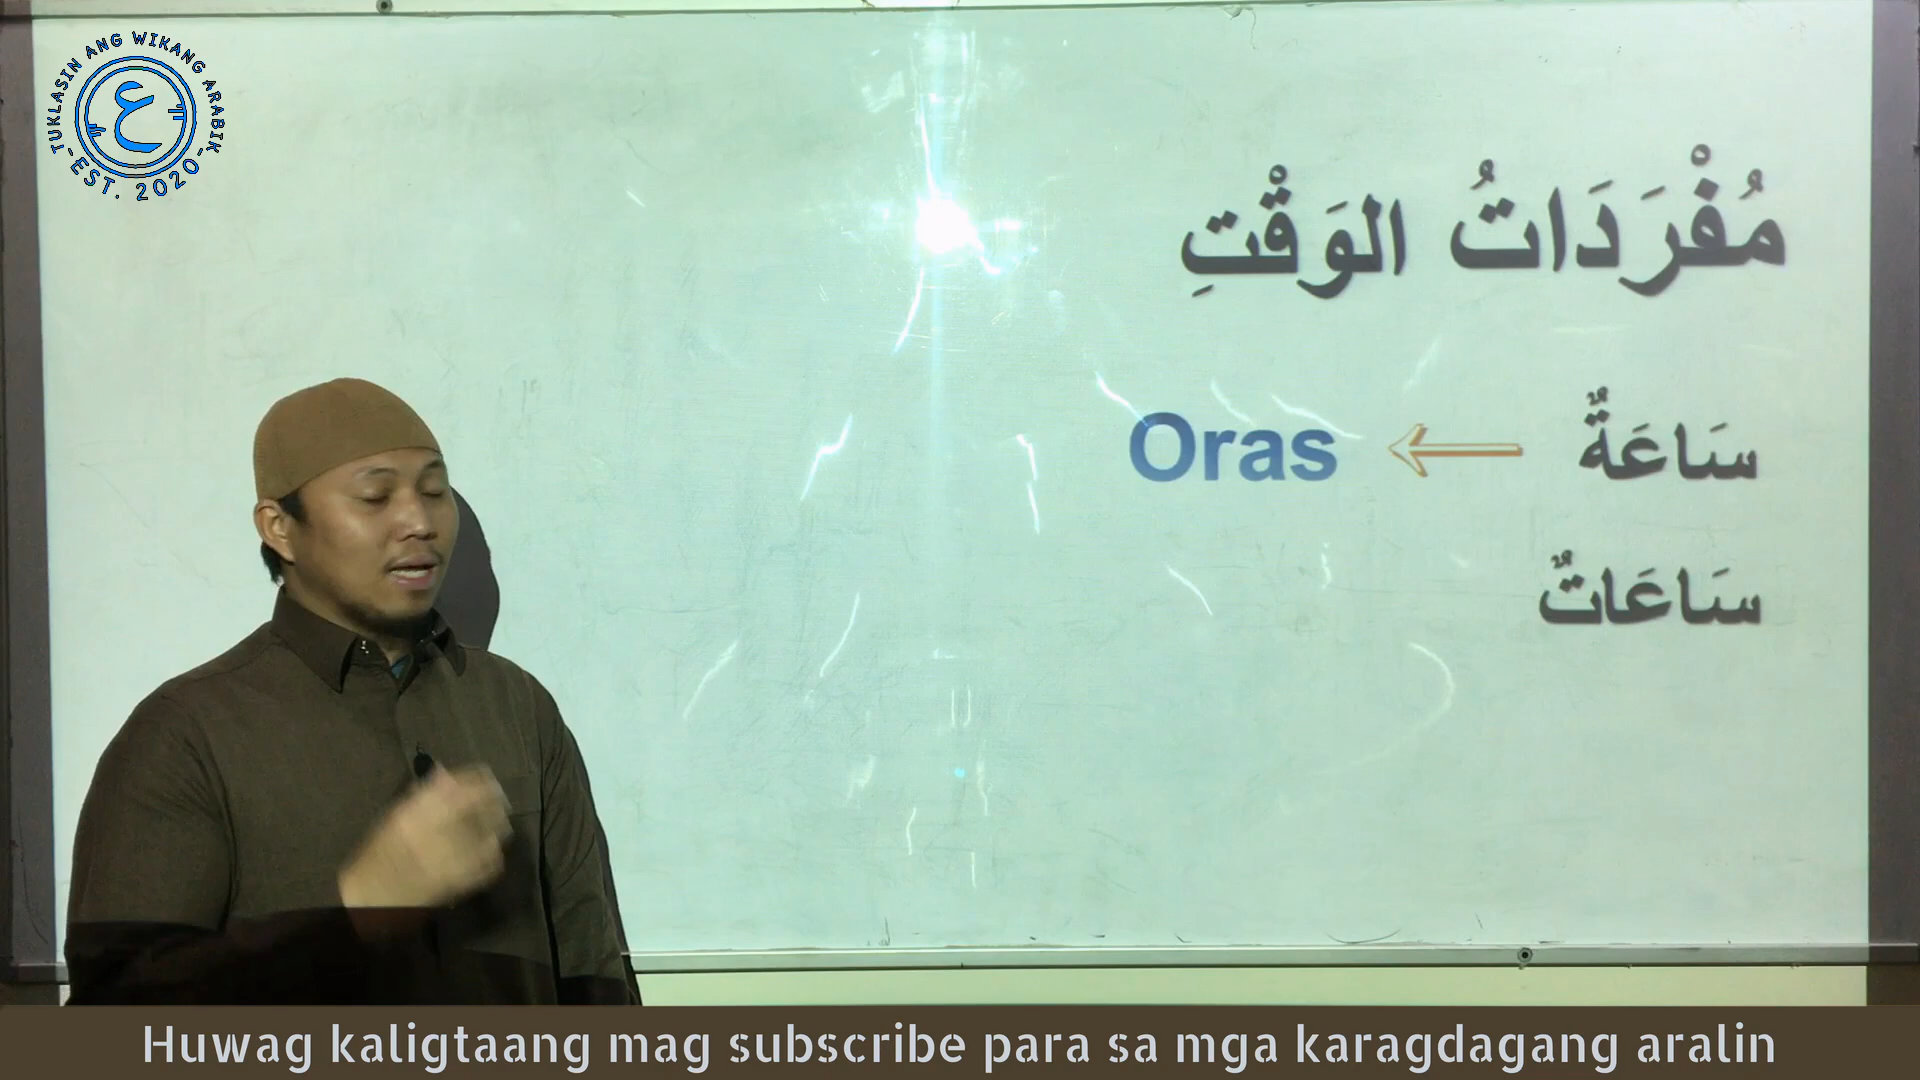 TUKLASIN ANG WIKANG ARABIK
ع
-EST. 2020-
مُفْرَدَاتُ الوَقْتِ
سَاعَةٌ ← Oras
سَاعَاتٌ
Huwag kaligtaang mag subscribe para sa mga karagdagang aralin